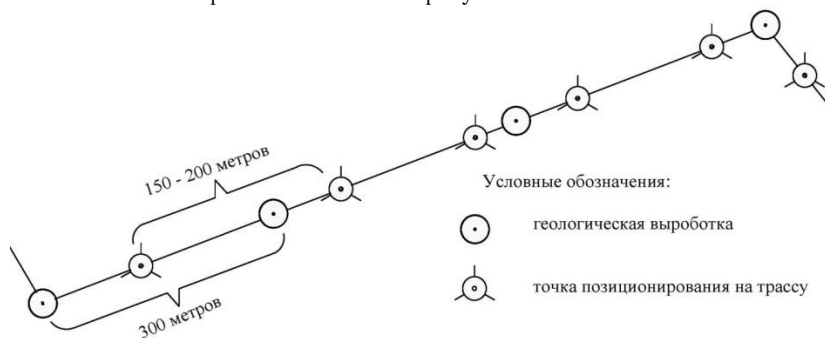 150 - 200 метров
Условные обозначения:
геологическая выроботка
300 метров
точка позиционирования на трассу